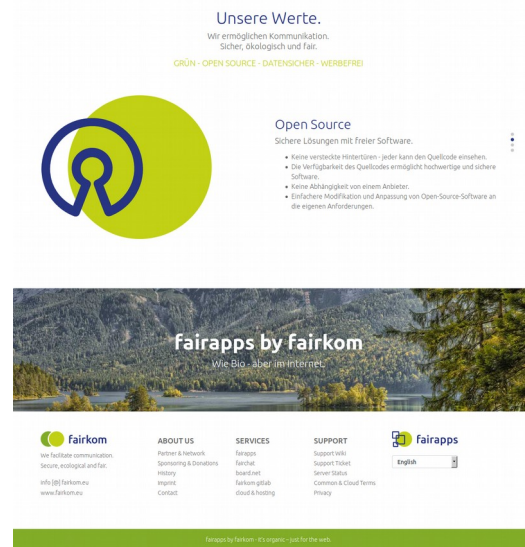 Unsere Werte.
Wir ermöglichen Kommunikation.
Sicher, ökologisch und fair.
GRÜN - OPEN SOURCE - DATENSICHER - WERBEFREI
Open Source
Sichere Lösungen mit freier Software.
Keine versteckte Hintertüren - jeder kann den Quellcode einsehen.
Die Verfügbarkeit des Quellcodes ermöglicht hochwertige und sichere
Software.
Keine Abhängigkeit von einem Anbieter.
Einfachere Modifikation und Anpassung von Open-Source-Software an
die eigenen Anforderungen.
fairapps by fairkom
Wie Bio - aber im Internet.
fairkom
We facilitate communication.
Secure, ecological and fair.
info [@] fairkom.eu
www.fairkom.eu
ABOUT US
Partner & Network
Sponsoring & Donations
History
Imprint
Contact
SERVICES
fairapps
fairchat
board.net
fairkom gitlab
cloud & hosting
SUPPORT
Support Wiki
Support Ticket
Server Status
Common & Cloud Terms
Privacy
fairapps
English
fairapps by fairkom - it's organic - just for the web.